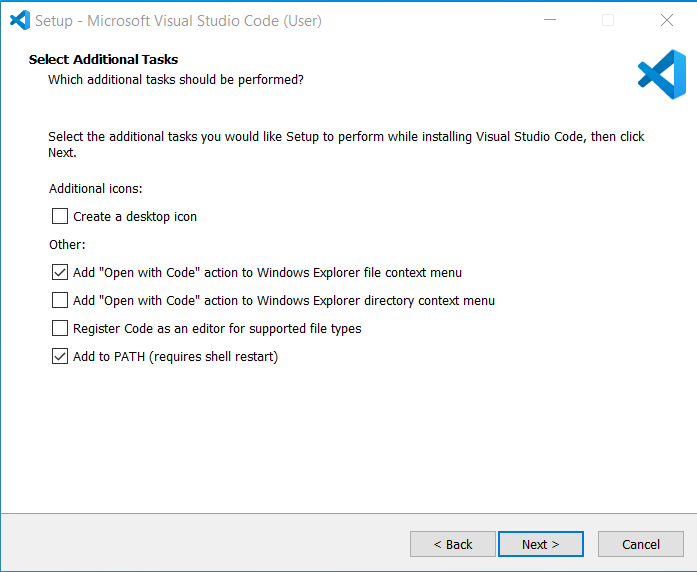 Setup - Microsoft Visual Studio Code (User)
Select Additional Tasks
Which additional tasks should be performed?
Select the additional tasks you would like Setup to perform while installing Visual Studio Code, then click
Next.
Additional icons:
Create a desktop icon
Other:
Add "Open with Code" action to Windows Explorer file context menu
Add "Open with Code" action to Windows Explorer directory context menu
Register Code as an editor for supported file types
Add to PATH (requires shell restart)
< Back Next > Cancel